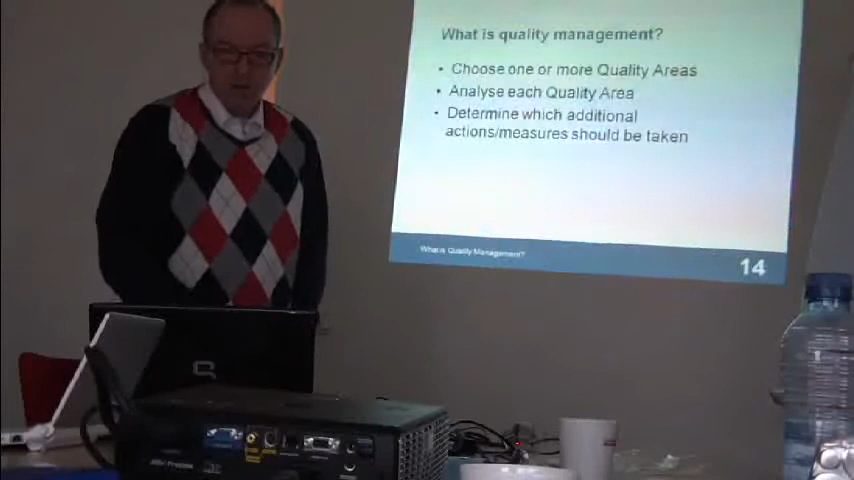 What is quality management?
• Choose one or more Quality Areas
• Analyse each Quality Area
• Determine which additional
actions/measures should be taken
What is Quality Management?
14